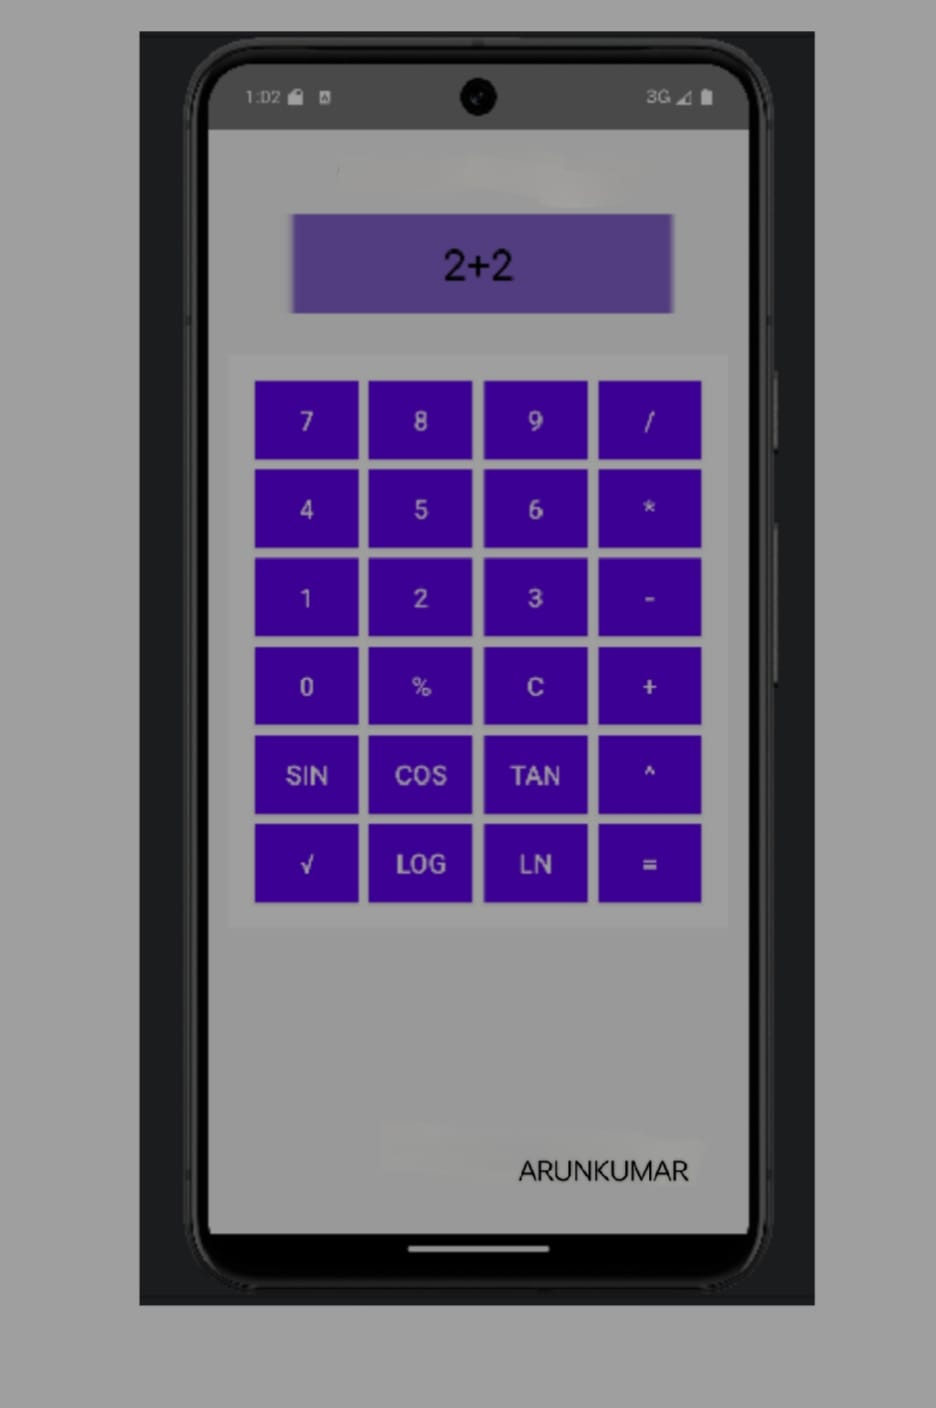 1:02 3G
2+2
7 8 9 /
4 5 6 *
1 2 3 -
0 % C +
SIN COS TAN ^
√ LOG LN =
ARUNKUMAR